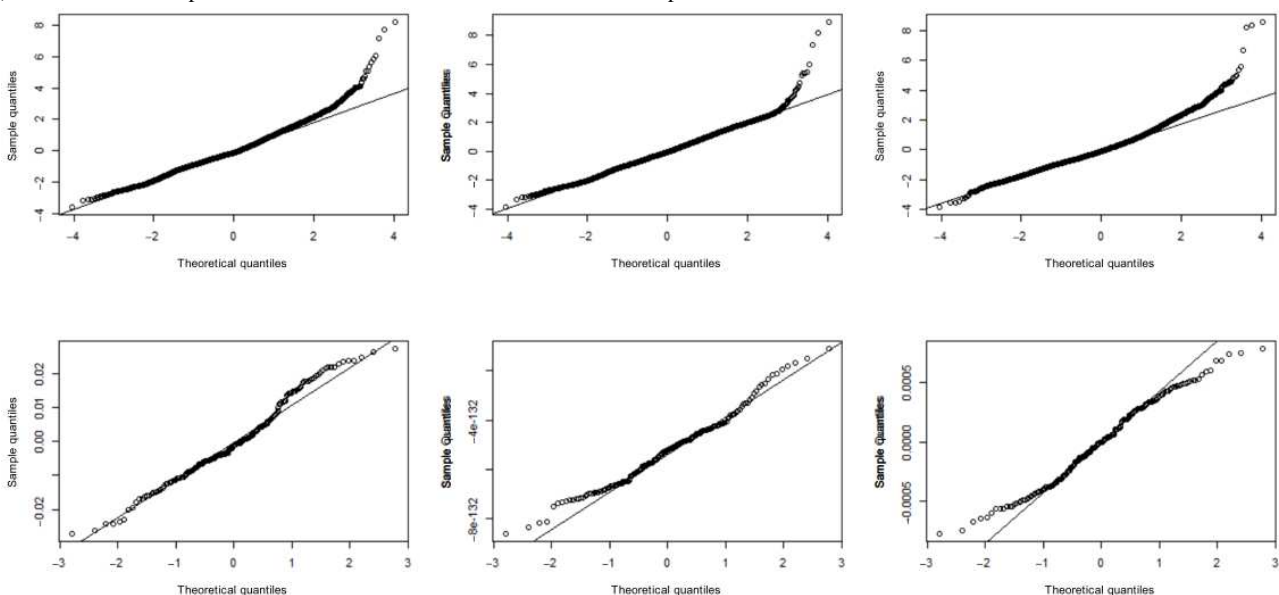 Sample quantiles
8
6
4
2
0
−2
−4
−4 −2 0 2 4
Theoretical quantiles
Sample Quantiles
8
6
4
2
0
−2
−4
−4 −2 0 2 4
Theoretical quantiles
Sample quantiles
8
6
4
2
0
−2
−4
−4 −2 0 2 4
Theoretical quantiles
Sample quantiles
0.02
0.01
0.00
−0.02
−3 −2 −1 0 1 2 3
Theoretical quantiles
Sample Quantiles
−4e-132
−8e-132
−3 −2 −1 0 1 2 3
Theoretical quantiles
Sample Quantiles
0.0005
0.0000
−0.0005
−3 −2 −1 0 1 2 3
Theoretical quantiles